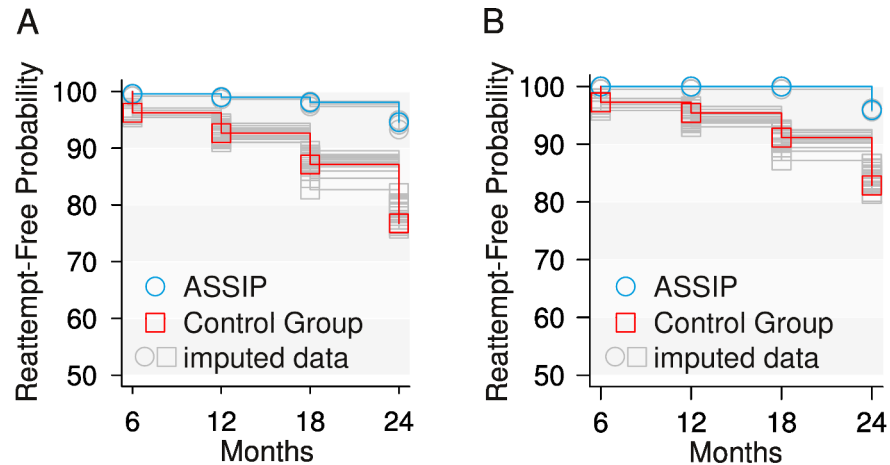 A
Reattempt-Free Probability
100
90
80
70
60
50
ASSIP
Control Group
imputed data
6 12 18 24
Months
B
Reattempt-Free Probability
100
90
80
70
60
50
ASSIP
Control Group
imputed data
6 12 18 24
Months